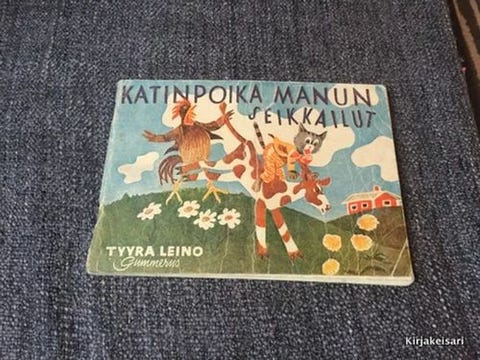 KATINPOIKA MANUN
SEIKKAILUT
TYYRA LEINO
Gummerus
Kirjakeisari